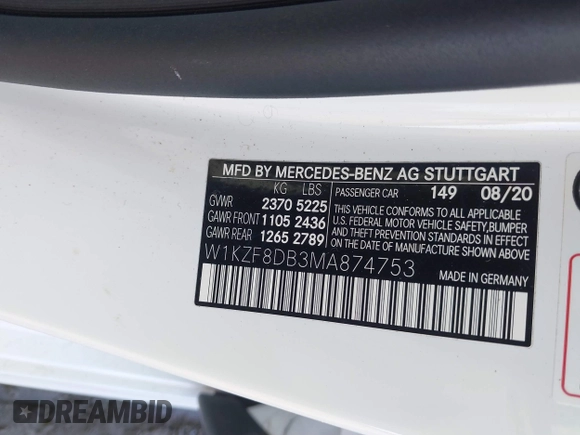 MFD BY MERCEDES-BENZ AG STUTTGART
KG LBS
GVWR 2370 5225
GAWR FRONT 1105 2436
GAWR REAR 1265 2789
PASSENGER CAR 149 08/20
THIS VEHICLE CONFORMS TO ALL APPLICABLE
U.S. FEDERAL MOTOR VEHICLE SAFETY,BUMPER
AND THEFT PREVENTION STANDARDS IN EFFECT
ON THE DATE OF MANUFACTURE SHOWN ABOVE
W1KZF8DB3MA874753
MADE IN GERMANY
DREAMBID